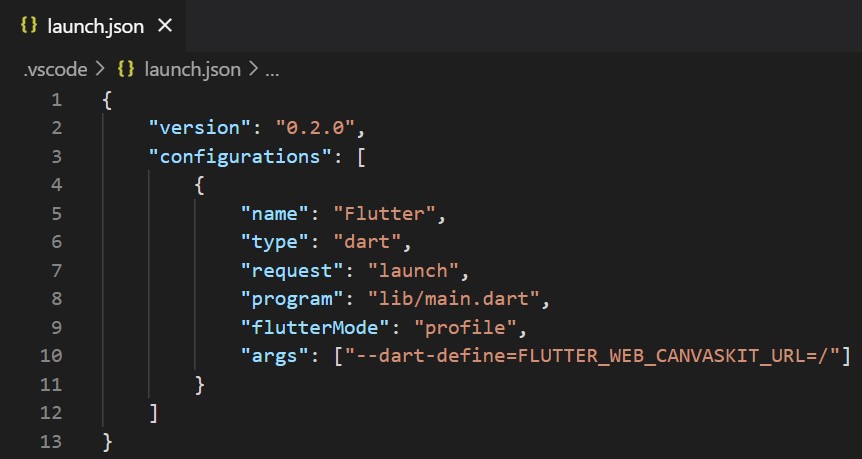 {} launch.json ×
.vscode > {} launch.json > ...
1 {
2     "version": "0.2.0",
3     "configurations": [
4         {
5             "name": "Flutter",
6             "type": "dart",
7             "request": "launch",
8             "program": "lib/main.dart",
9             "flutterMode": "profile",
10             "args": ["--dart-define=FLUTTER_WEB_CANVASKIT_URL=/"]
11         }
12     ]
13 }